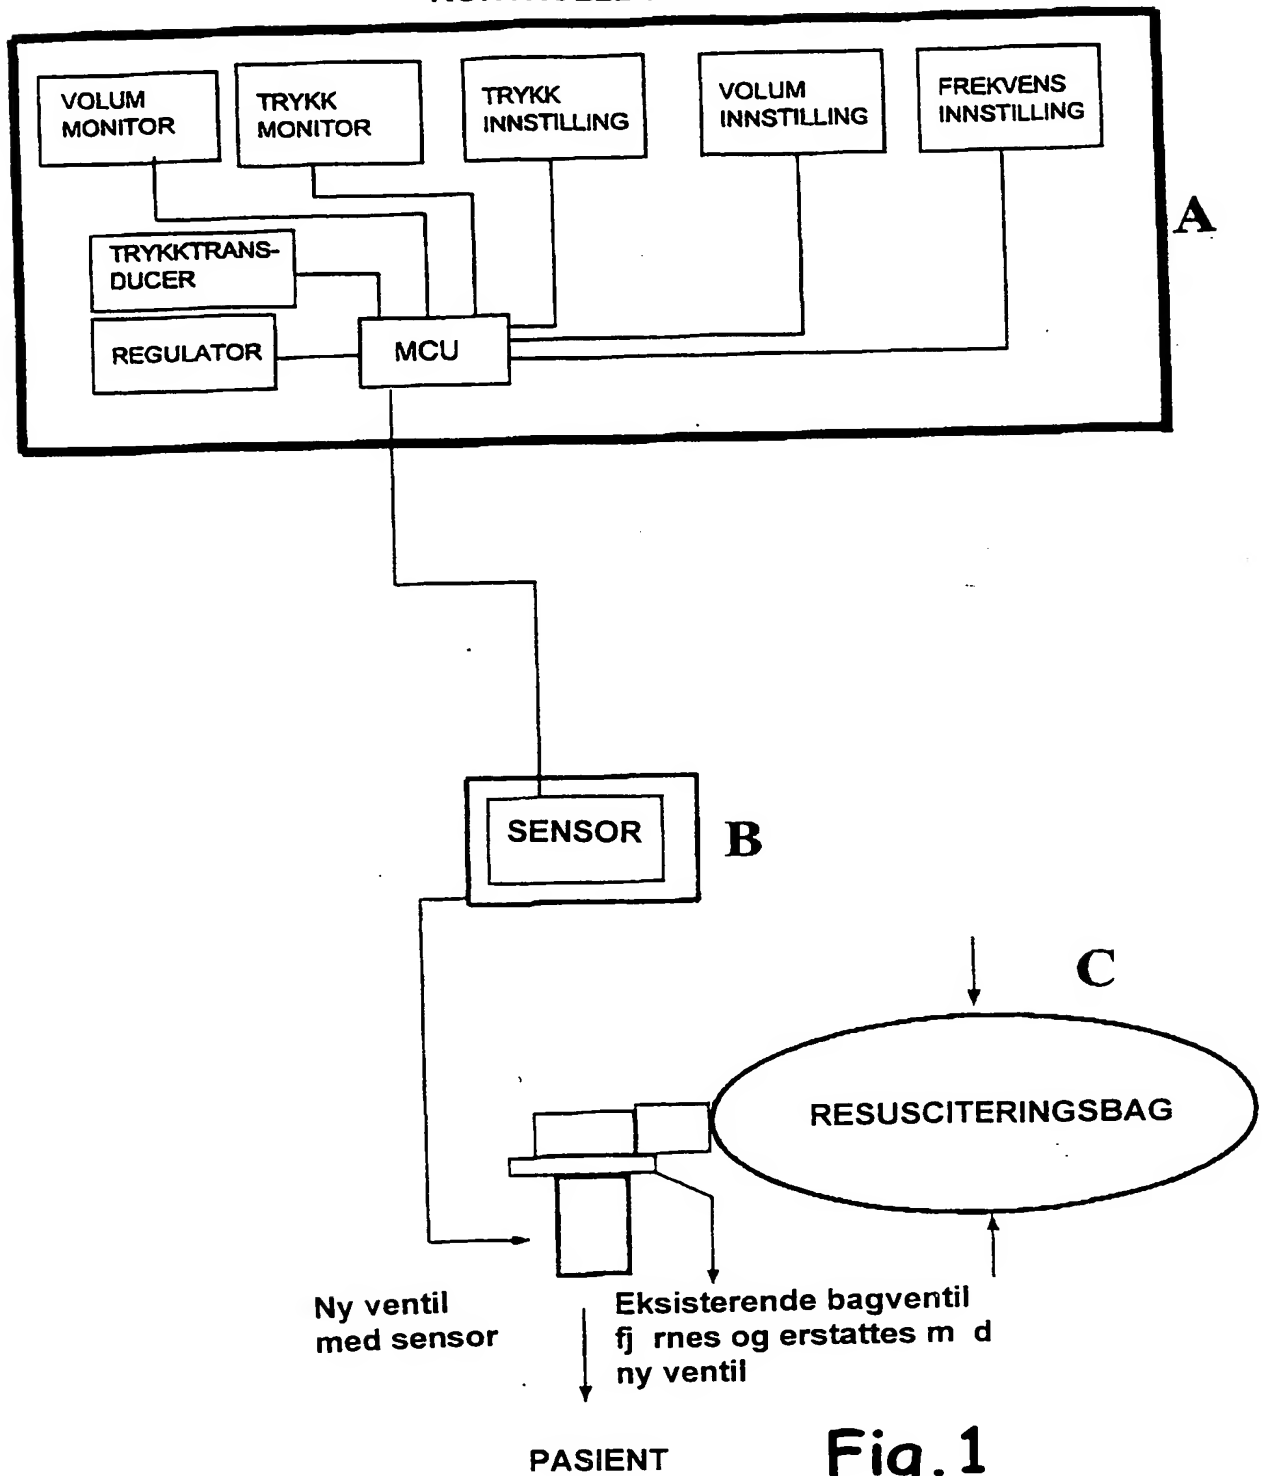 VOLUM
MONITOR
TRYKK
MONITOR
TRYKK
INNSTILLING
VOLUM
INNSTILLING
FREKVENS
INNSTILLING
A
TRYKKTRANS-
DUCER
REGULATOR
MCU
SENSOR
B
C
RESUSCITERINGSBAG
Ny ventil
med sensor
Eksisterende bagventil
fj rnes og erstattes m d
ny ventil
PASIENT
Fig. 1